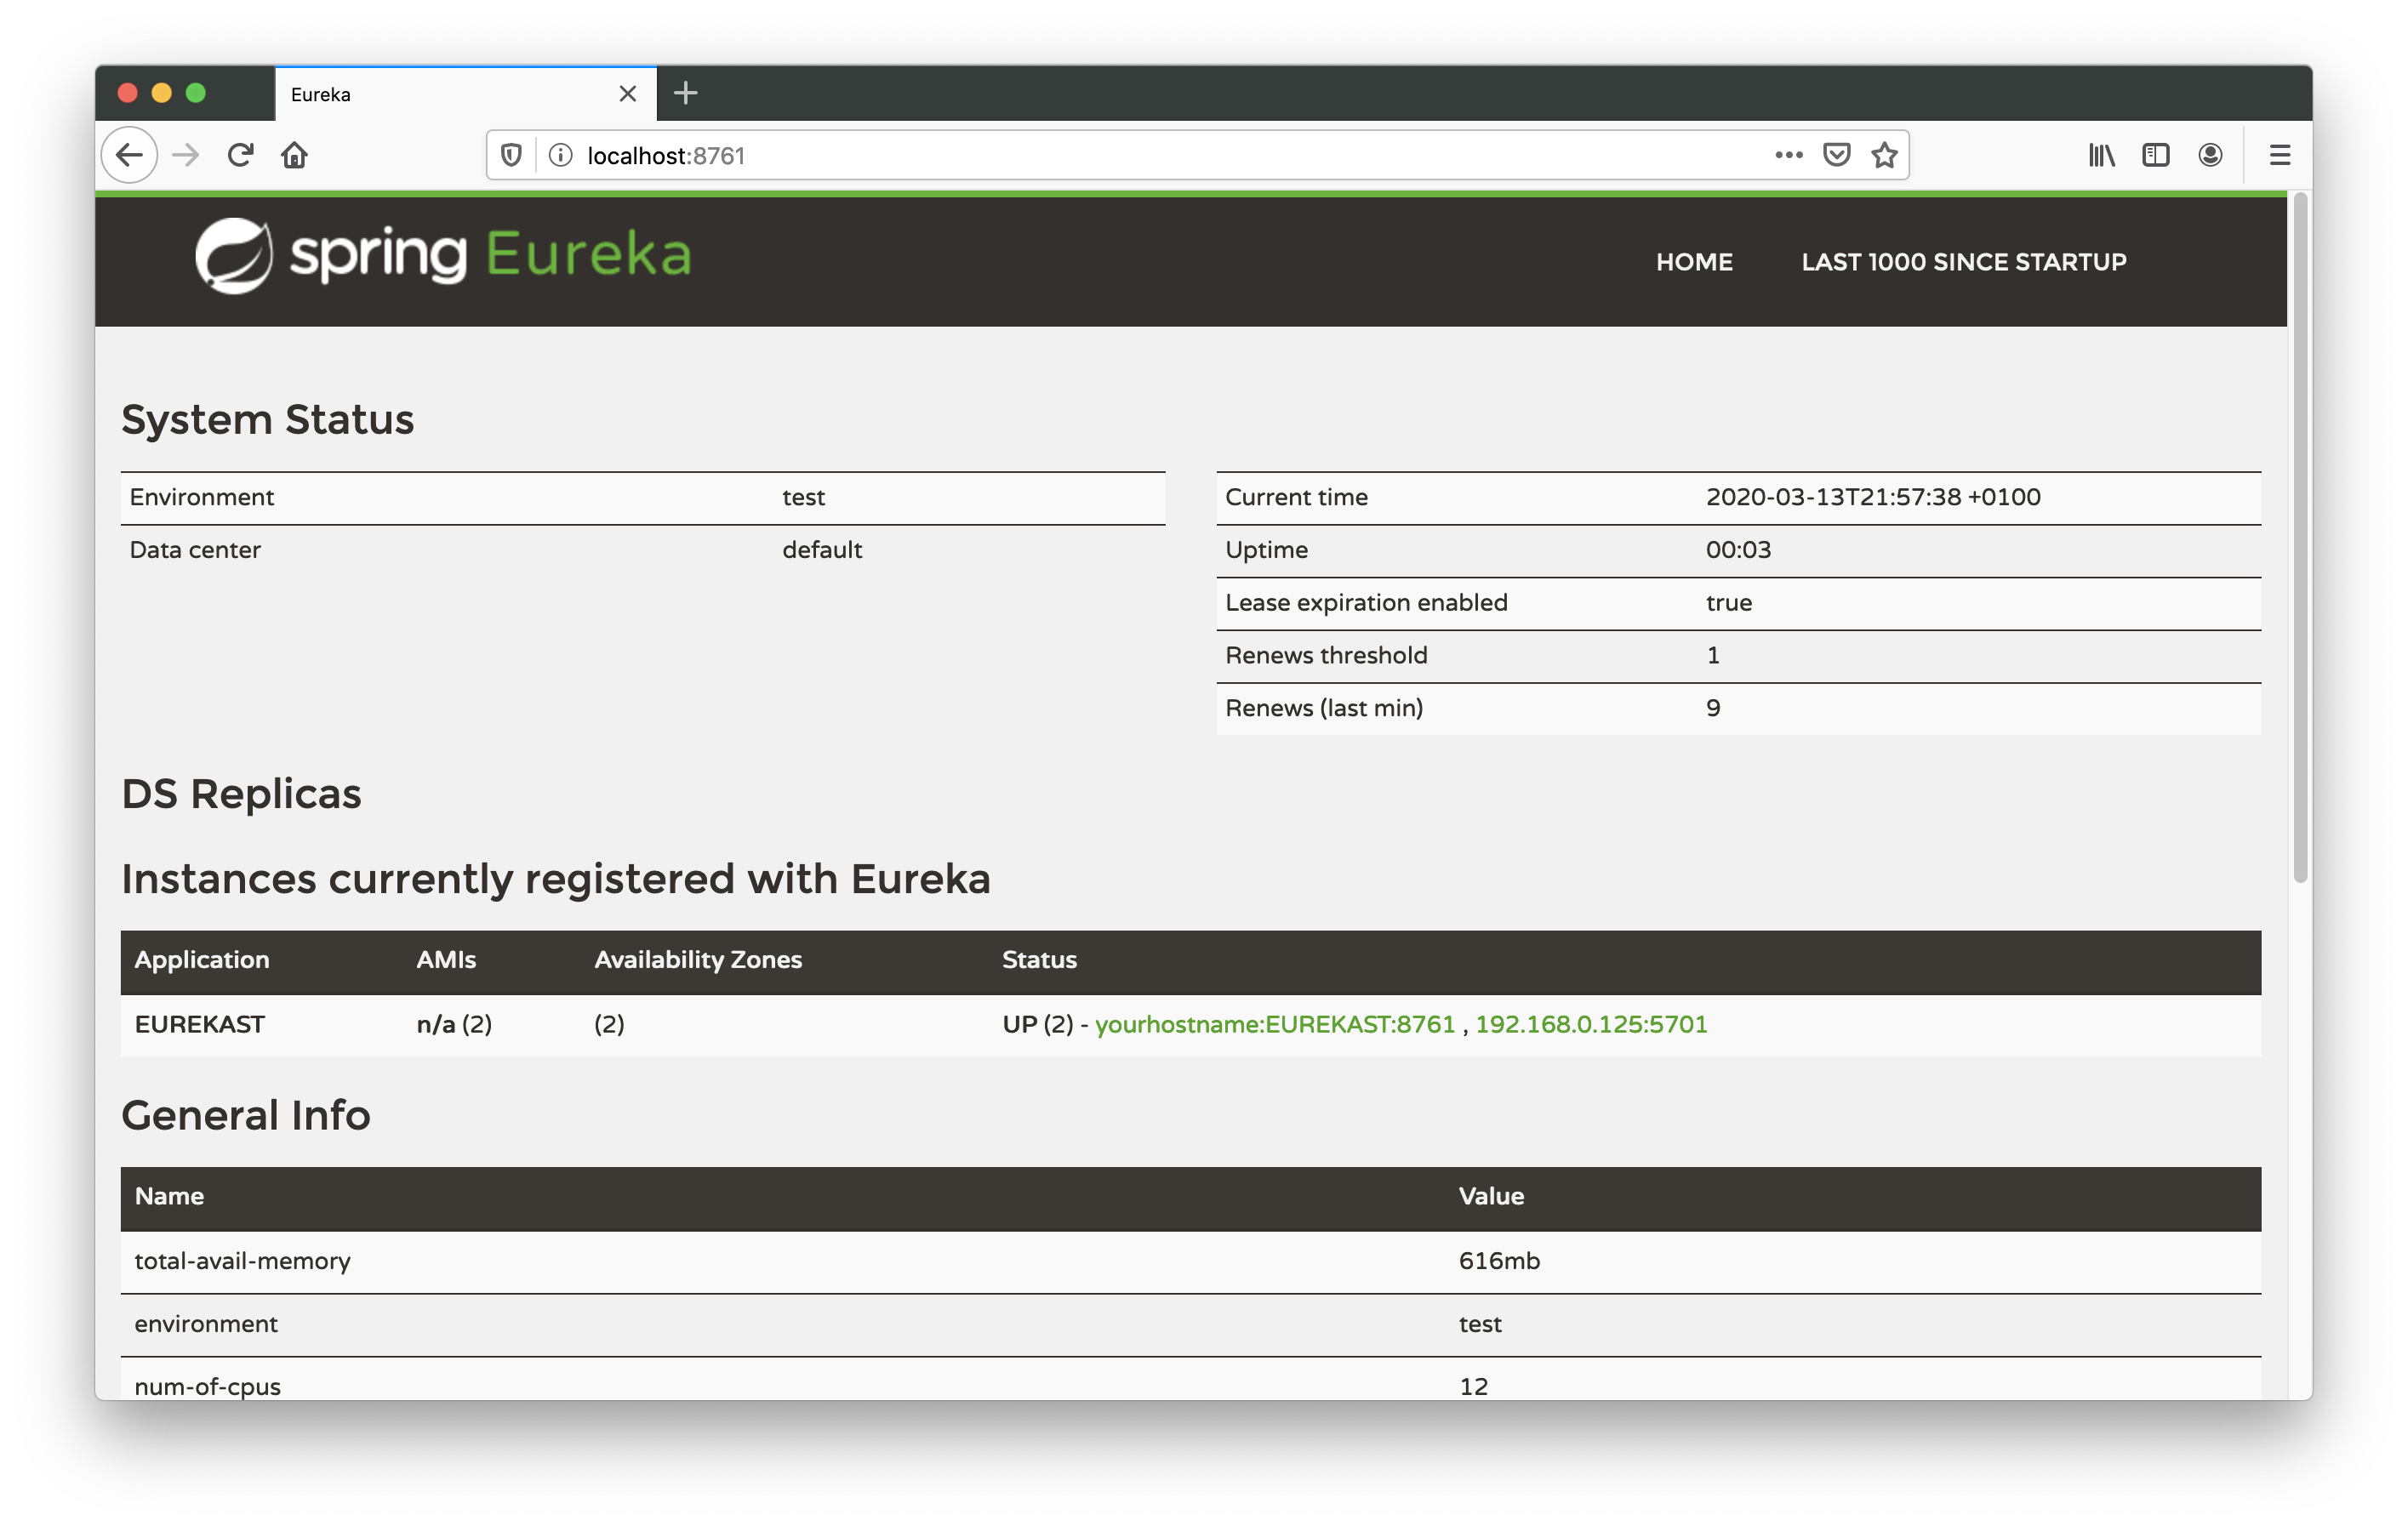 Eureka
localhost:8761
spring Eureka
HOME LAST 1000 SINCE STARTUP
System Status
Environment test
Data center default
Current time 2020-03-13T21:57:38 +0100
Uptime 00:03
Lease expiration enabled true
Renews threshold 1
Renews (last min) 9
DS Replicas
Instances currently registered with Eureka
Application AMIs Availability Zones Status
EUREKAST n/a (2) (2) UP (2) - yourhostname:EUREKAST:8761 , 192.168.0.125:5701
General Info
Name Value
total-avail-memory 616mb
environment test
num-of-cpus 12